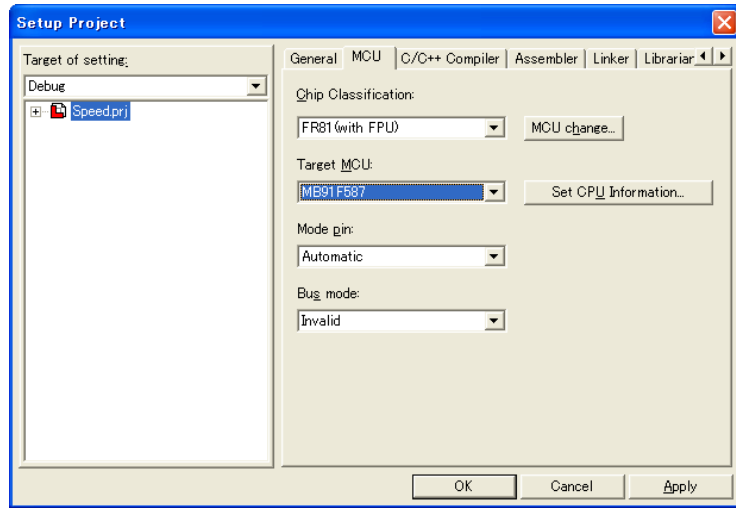 Setup Project
Target of setting:
Debug
Speed.prj
General MCU C/C++ Compiler Assembler Linker Librarian
Chip Classification:
FR81(with FPU)
MCU change...
Target MCU:
MB91F587
Set CPU Information...
Mode pin:
Automatic
Bus mode:
Invalid
OK Cancel Apply